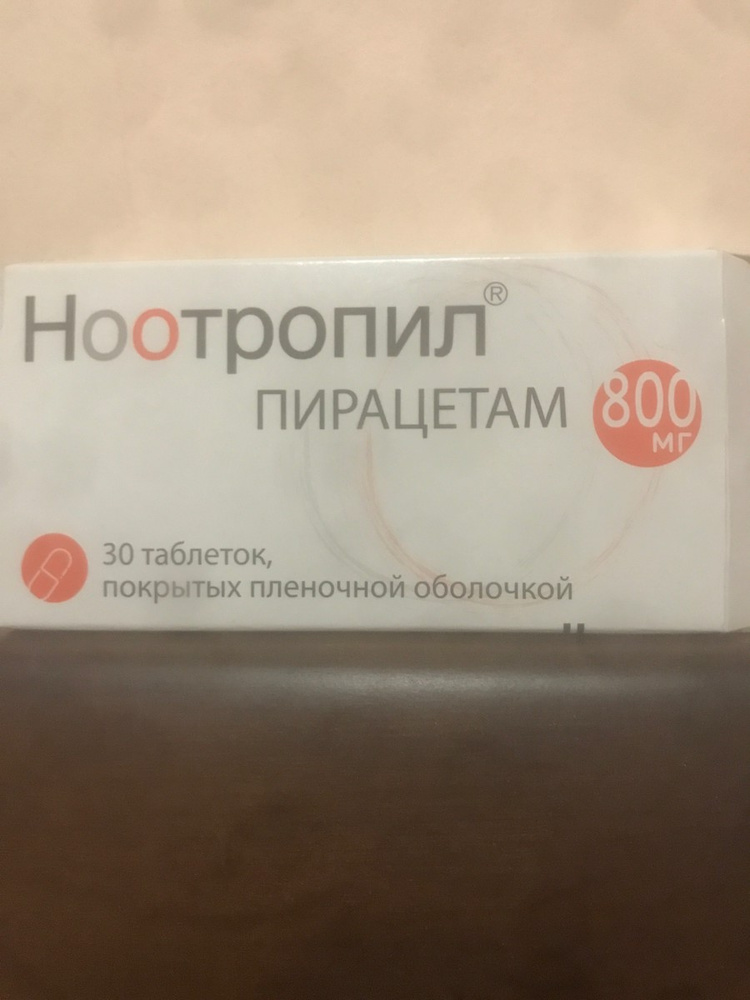 Ноотропил®
ПИРАЦЕТАМ
800
мг
30 таблеток,
покрытых пленочной оболочкой